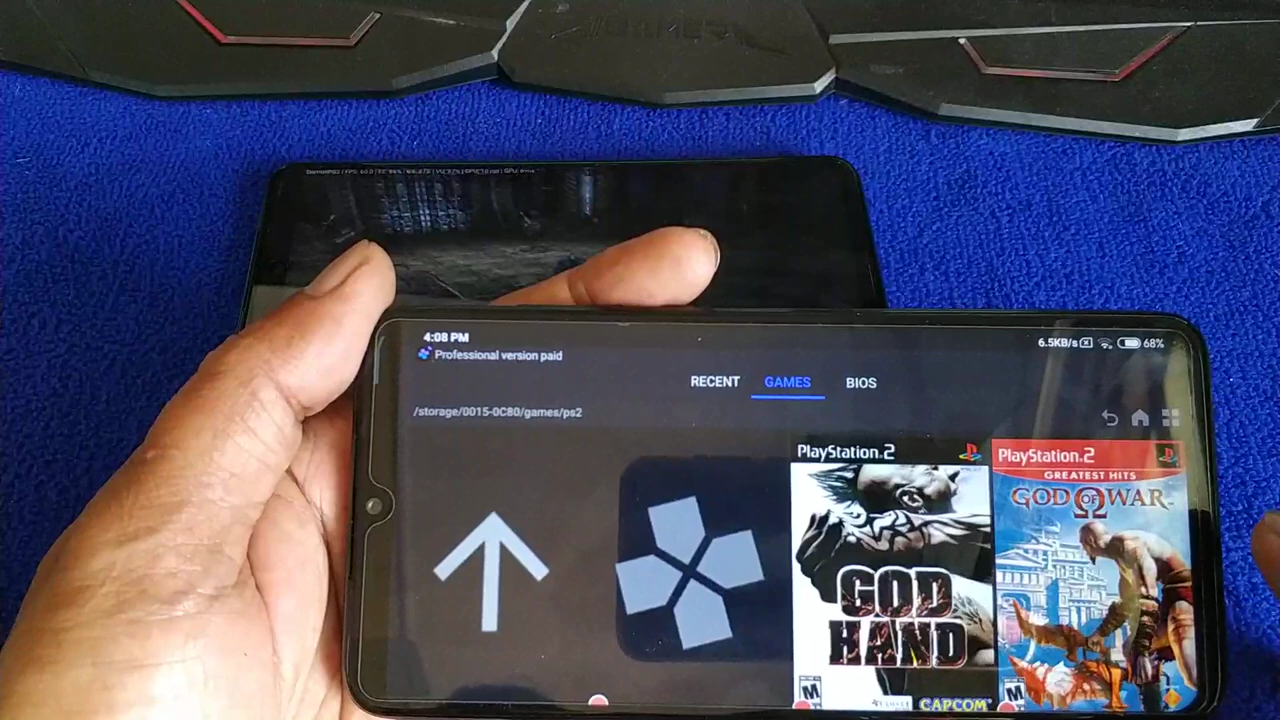 4:08 PM
6.5KB/s
68%
Professional version paid
RECENT
GAMES
BIOS
/storage/0015-0C80/games/ps2
PlayStation.2
GOD
HAND
M
CAPCOM
PlayStation.2
GREATEST HITS
GOD OF WAR
M